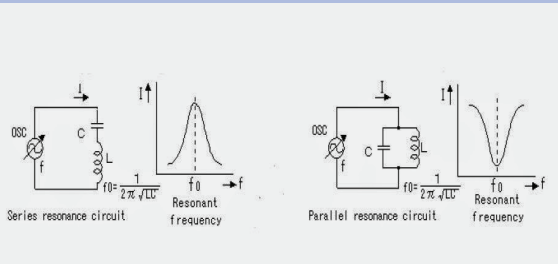 I
OSC
f
C
L
f0= 1
2π √LC
I
f0
f
Resonant
frequency
Series resonance circuit
I
OSC
f
C
L
f0= 1
2π √LC
I
f0
f
Resonant
frequency
Parallel resonance circuit